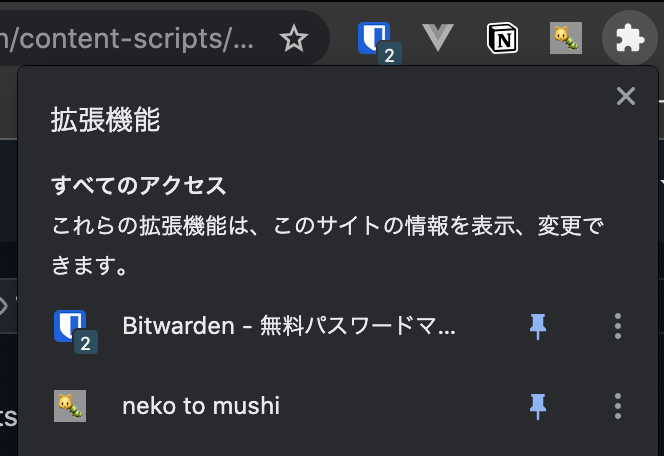 n/content-scripts/...
2
N
拡張機能
すべてのアクセス
これらの拡張機能は、このサイトの情報を表示、変更で
きます。
2
Bitwarden - 無料パスワードマ...
neko to mushi
ts